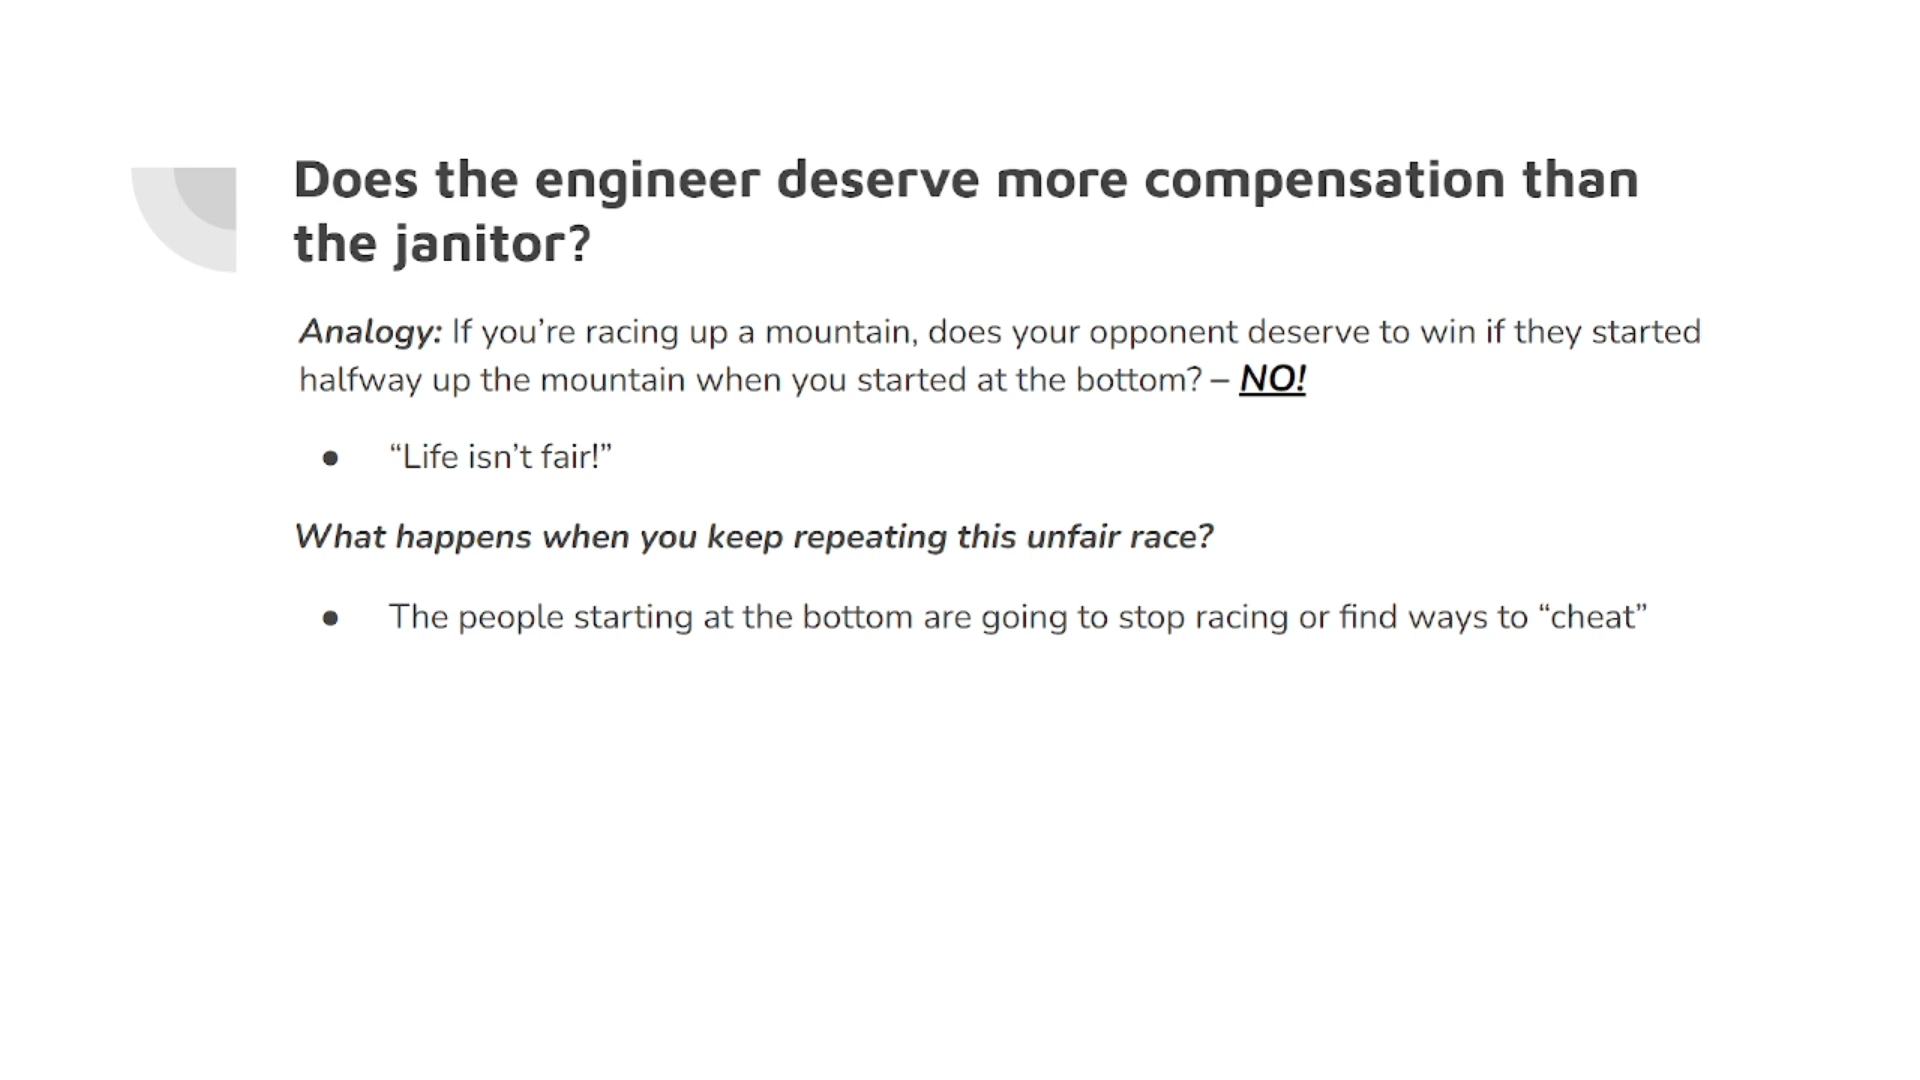 Does the engineer deserve more compensation than
the janitor?
Analogy: If you’re racing up a mountain, does your opponent deserve to win if they started
halfway up the mountain when you started at the bottom? – NO!
● “Life isn’t fair!”
What happens when you keep repeating this unfair race?
● The people starting at the bottom are going to stop racing or find ways to “cheat”